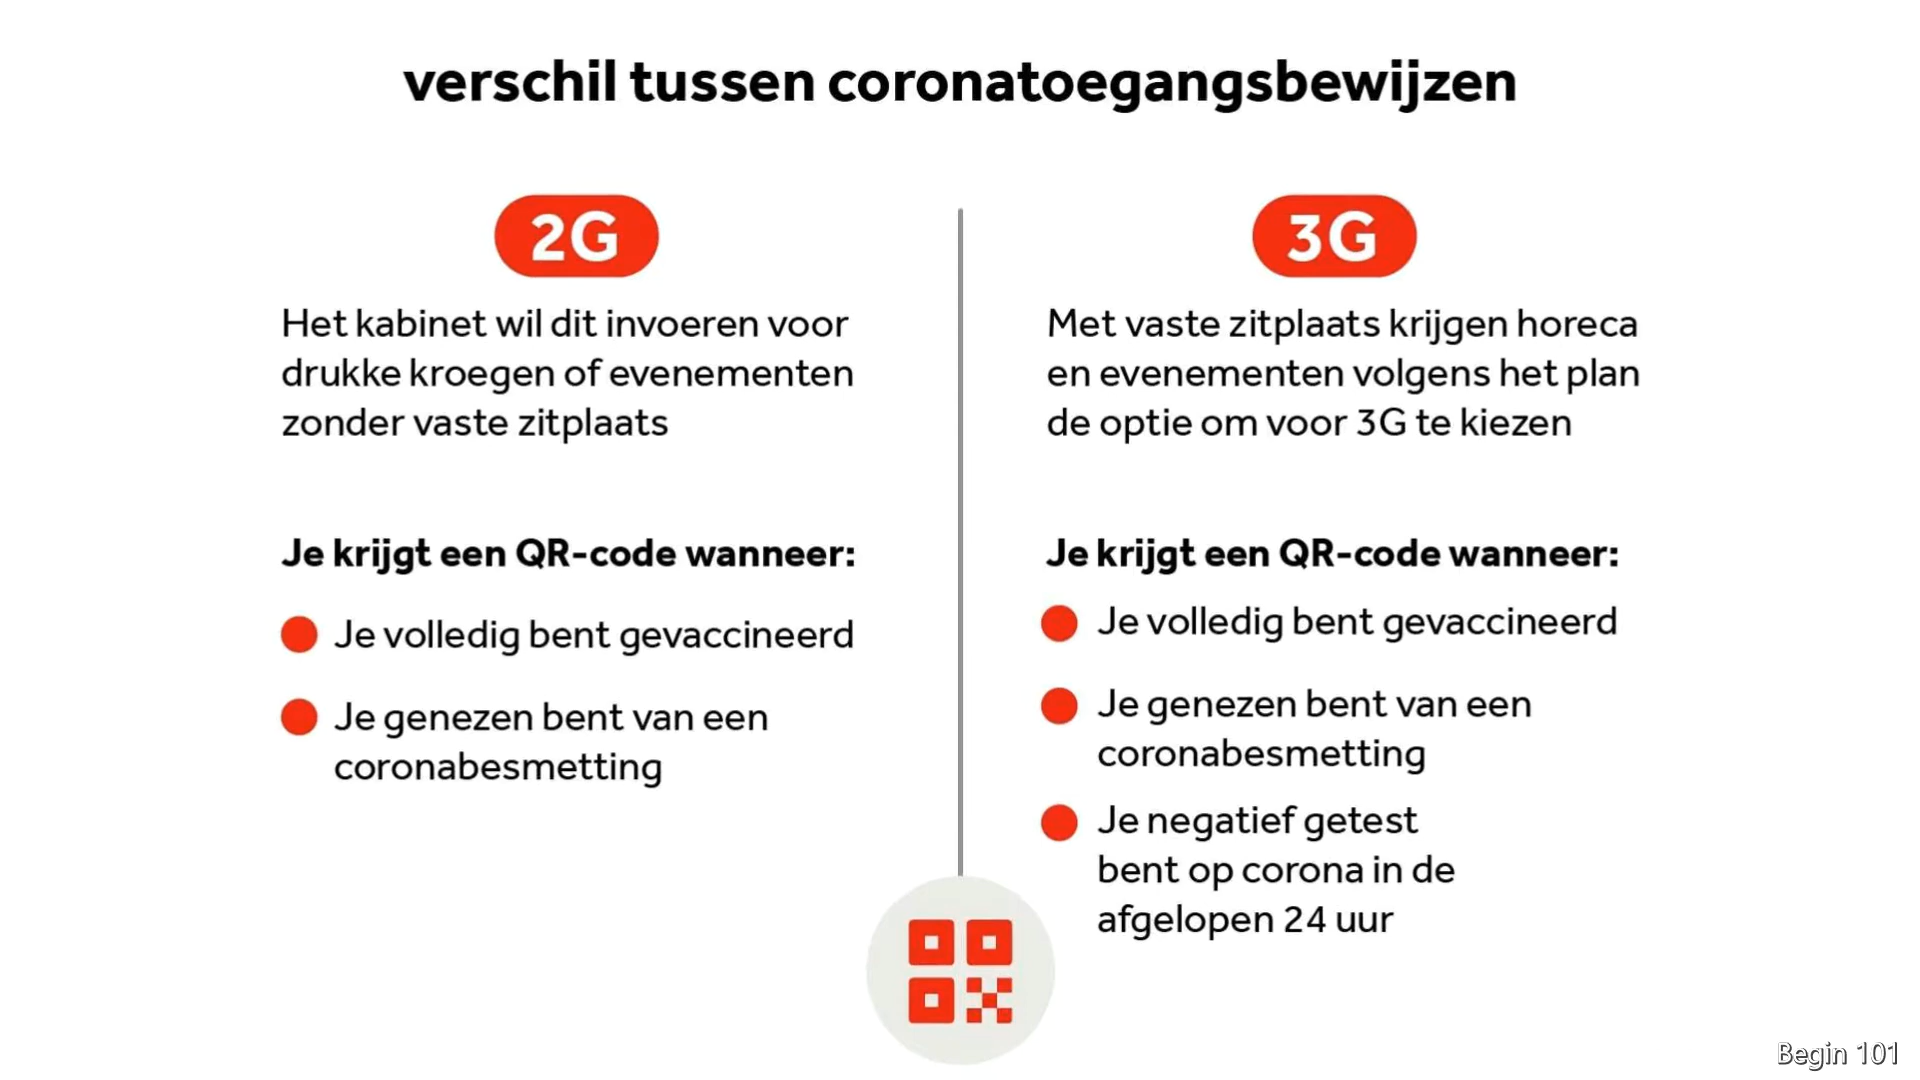 verschil tussen coronatoegangsbewijzen
2G
Het kabinet wil dit invoeren voor
drukke kroegen of evenementen
zonder vaste zitplaats
Je krijgt een QR-code wanneer:
Je volledig bent gevaccineerd
Je genezen bent van een
coronabesmetting
3G
Met vaste zitplaats krijgen horeca
en evenementen volgens het plan
de optie om voor 3G te kiezen
Je krijgt een QR-code wanneer:
Je volledig bent gevaccineerd
Je genezen bent van een
coronabesmetting
Je negatief getest
bent op corona in de
afgelopen 24 uur
Begin 101